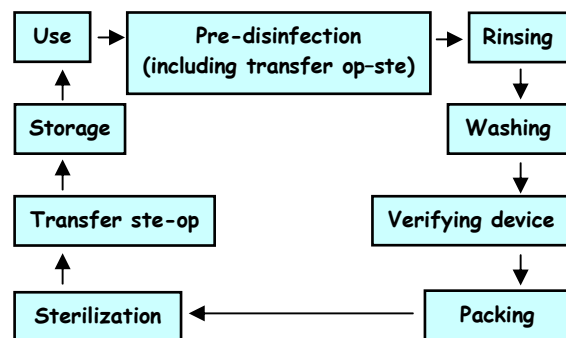 Use
Pre-disinfection
(including transfer op-ste)
Rinsing
Storage
Washing
Transfer ste-op
Verifying device
Sterilization
Packing